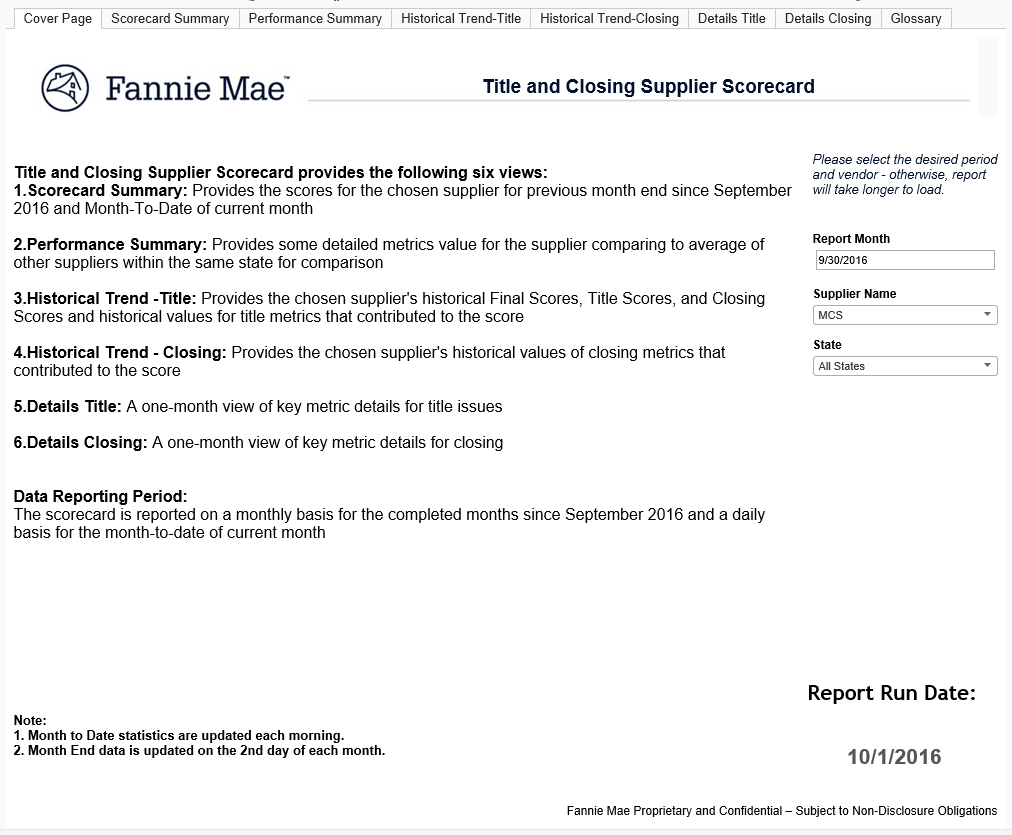 Cover Page Scorecard Summary Performance Summary Historical Trend-Title Historical Trend-Closing Details Title Details Closing Glossary
Fannie Mae™
Title and Closing Supplier Scorecard
Title and Closing Supplier Scorecard provides the following six views:
1.Scorecard Summary: Provides the scores for the chosen supplier for previous month end since September
2016 and Month-To-Date of current month
2.Performance Summary: Provides some detailed metrics value for the supplier comparing to average of
other suppliers within the same state for comparison
3.Historical Trend -Title: Provides the chosen supplier's historical Final Scores, Title Scores, and Closing
Scores and historical values for title metrics that contributed to the score
4.Historical Trend - Closing: Provides the chosen supplier's historical values of closing metrics that
contributed to the score
5.Details Title: A one-month view of key metric details for title issues
6.Details Closing: A one-month view of key metric details for closing
Data Reporting Period:
The scorecard is reported on a monthly basis for the completed months since September 2016 and a daily
basis for the month-to-date of current month
Please select the desired period
and vendor - otherwise, report
will take longer to load.
Report Month
9/30/2016
Supplier Name
MCS
State
All States
Report Run Date:
10/1/2016
Note:
1. Month to Date statistics are updated each morning.
2. Month End data is updated on the 2nd day of each month.
Fannie Mae Proprietary and Confidential – Subject to Non-Disclosure Obligations